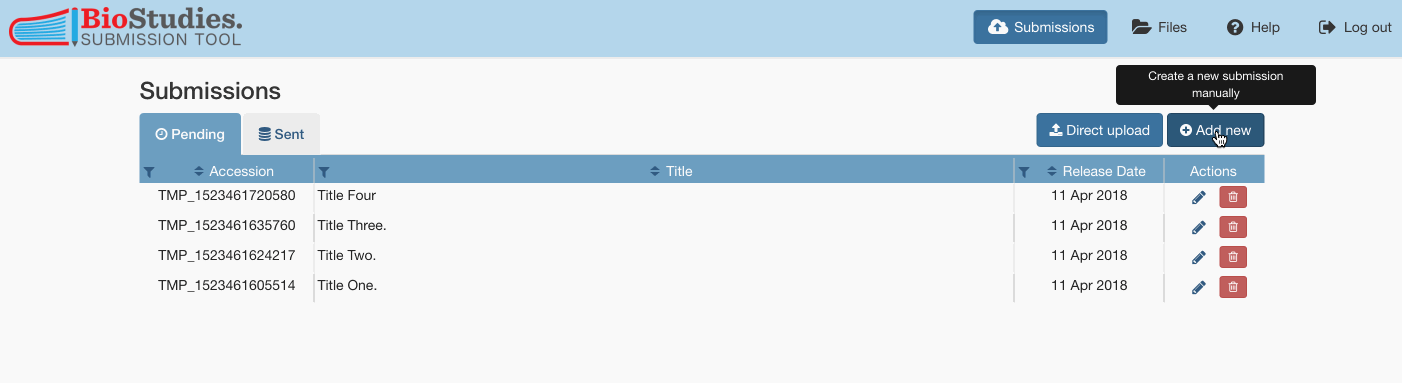 BioStudies.
SUBMISSION TOOL
Submissions Files Help Log out
Create a new submission
manually
Submissions
Pending Sent Direct upload Add new
Accession Title Release Date Actions
TMP_1523461720580 Title Four 11 Apr 2018
TMP_1523461635760 Title Three. 11 Apr 2018
TMP_1523461624217 Title Two. 11 Apr 2018
TMP_1523461605514 Title One. 11 Apr 2018